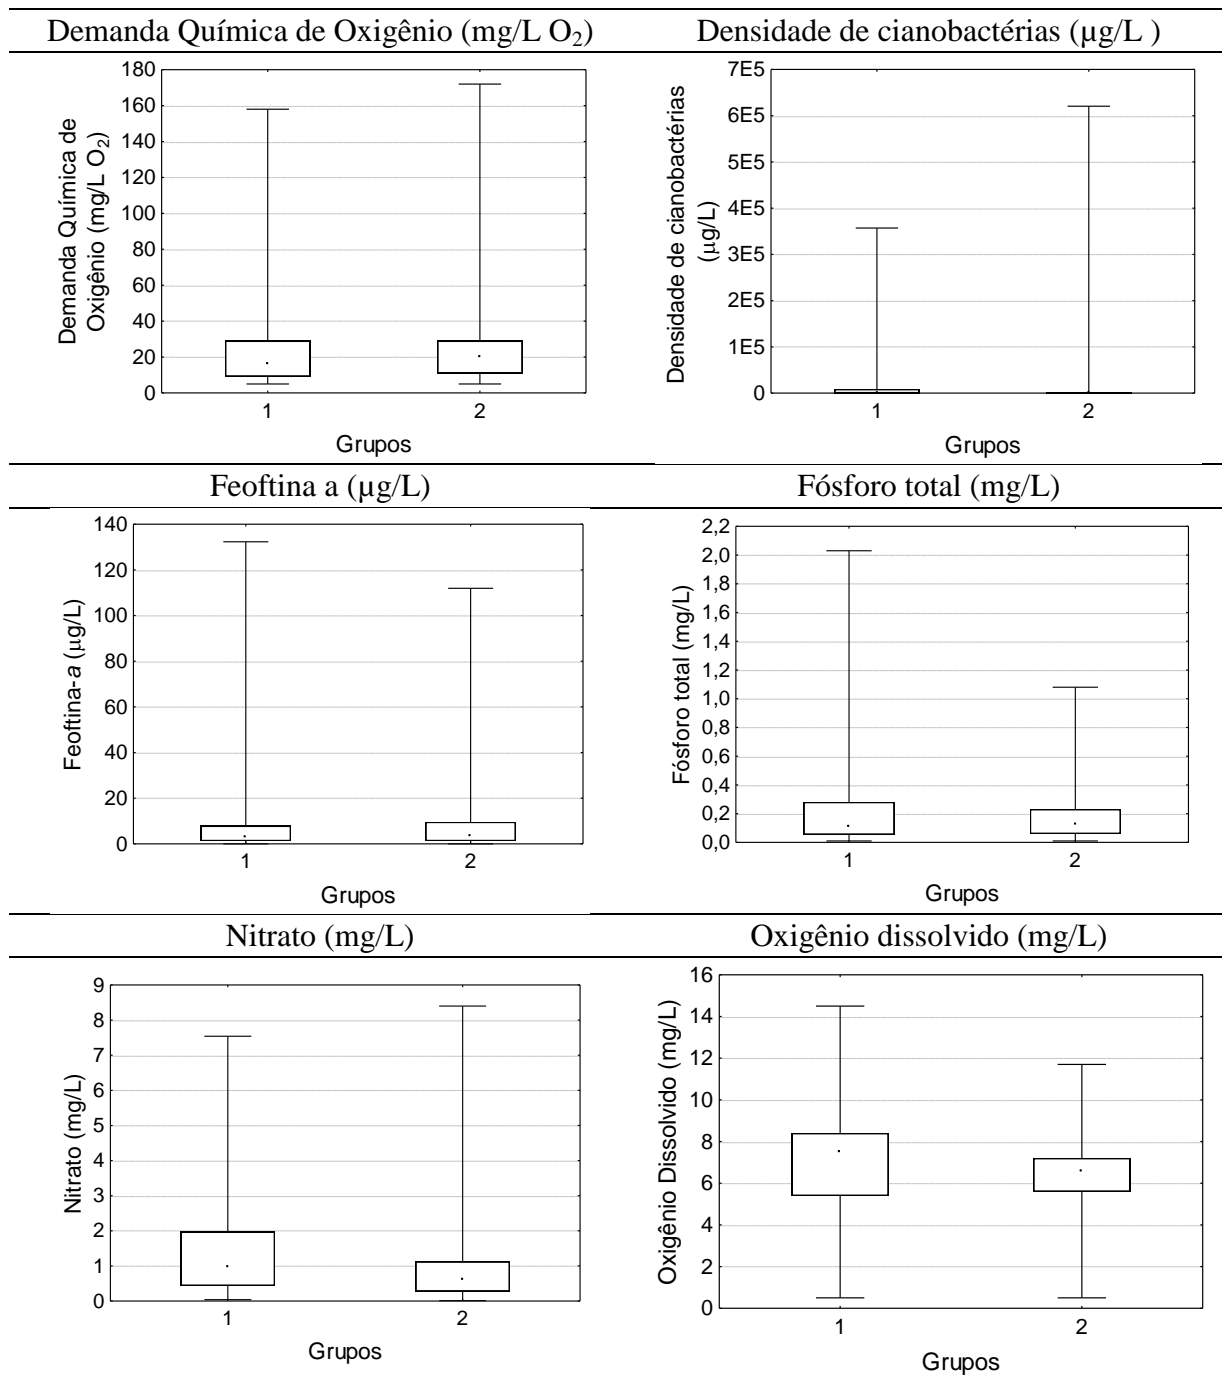 Demanda Química de Oxigênio (mg/L O₂)
Densidade de cianobactérias (µg/L )
Demanda Química de
Oxigênio (mg/L O₂)
180
160
140
120
100
80
60
40
20
0
1
2
Grupos
Densidade de cianobactérias
(µg/L)
7E5
6E5
5E5
4E5
3E5
2E5
1E5
0
1
2
Grupos
Feoftina a (µg/L)
Fósforo total (mg/L)
Feoftina-a (µg/L)
140
120
100
80
60
40
20
0
1
2
Grupos
Fósforo total (mg/L)
2,2
2,0
1,8
1,6
1,4
1,2
1,0
0,8
0,6
0,4
0,2
0,0
1
2
Grupos
Nitrato (mg/L)
Oxigênio dissolvido (mg/L)
Nitrato (mg/L)
9
8
7
6
5
4
3
2
1
0
1
2
Grupos
Oxigênio Dissolvido (mg/L)
16
14
12
10
8
6
4
2
0
1
2
Grupos